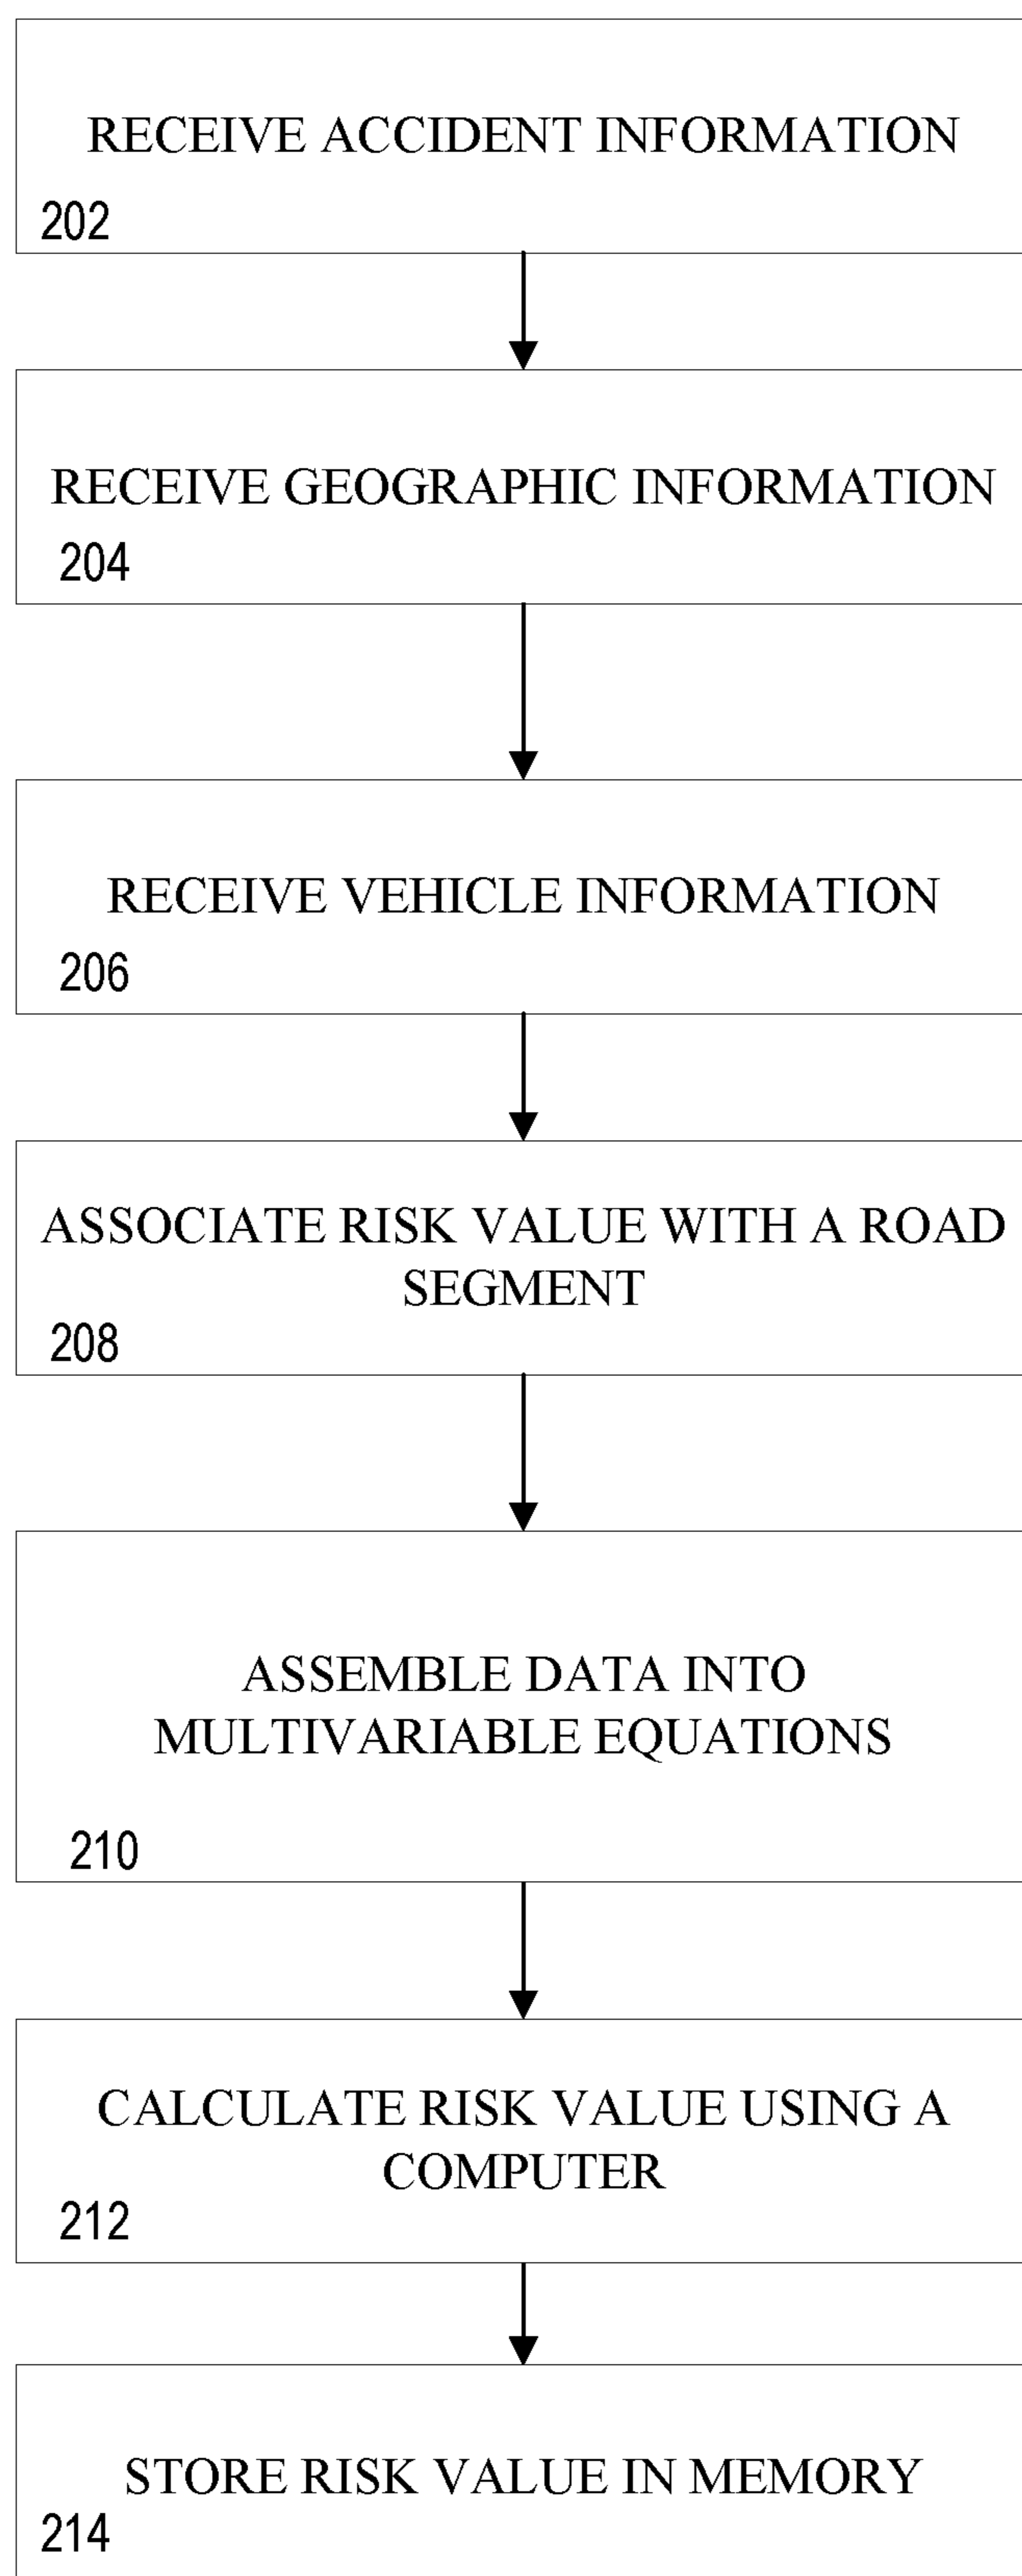 RECEIVE ACCIDENT INFORMATION
202
RECEIVE GEOGRAPHIC INFORMATION
204
RECEIVE VEHICLE INFORMATION
206
ASSOCIATE RISK VALUE WITH A ROAD
SEGMENT
208
ASSEMBLE DATA INTO
MULTIVARIABLE EQUATIONS
210
CALCULATE RISK VALUE USING A
COMPUTER
212
STORE RISK VALUE IN MEMORY
214